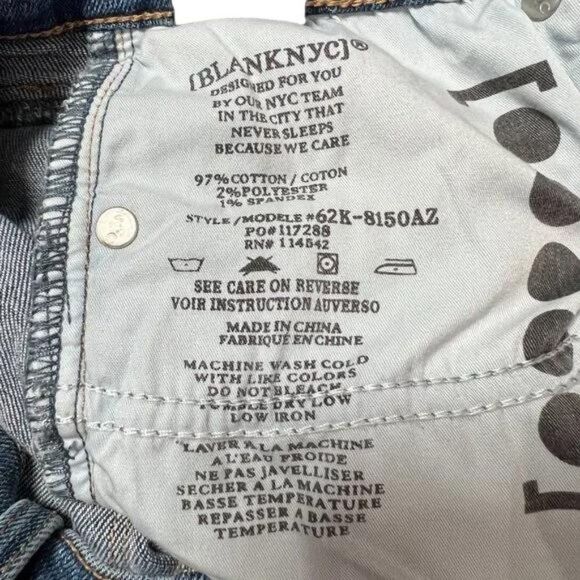 [BLANKNYC]®
DESIGNED FOR YOU
BY OUR NYC TEAM
IN THE CITY THAT
NEVER SLEEPS
BECAUSE WE CARE
97% COTTON / COTON
2% POLYESTER
1% SPANDEX
STYLE/MODELE #62K-8150AZ
PO#117288
RN# 114542
SEE CARE ON REVERSE
VOIR INSTRUCTION AUVERSO
MADE IN CHINA
FABRIQUE EN CHINE
MACHINE WASH COLD
WITH LIKE COLORS
DO NOT BLEACH
TUMBLE DRY LOW
LOW IRON
LAVER A LA MACHINE
A L'EAU FROIDE
NE PAS JAVELLISER
SECHER A LA MACHINE
BASSE TEMPERATURE
REPASSER A BASSE
TEMPERATURE